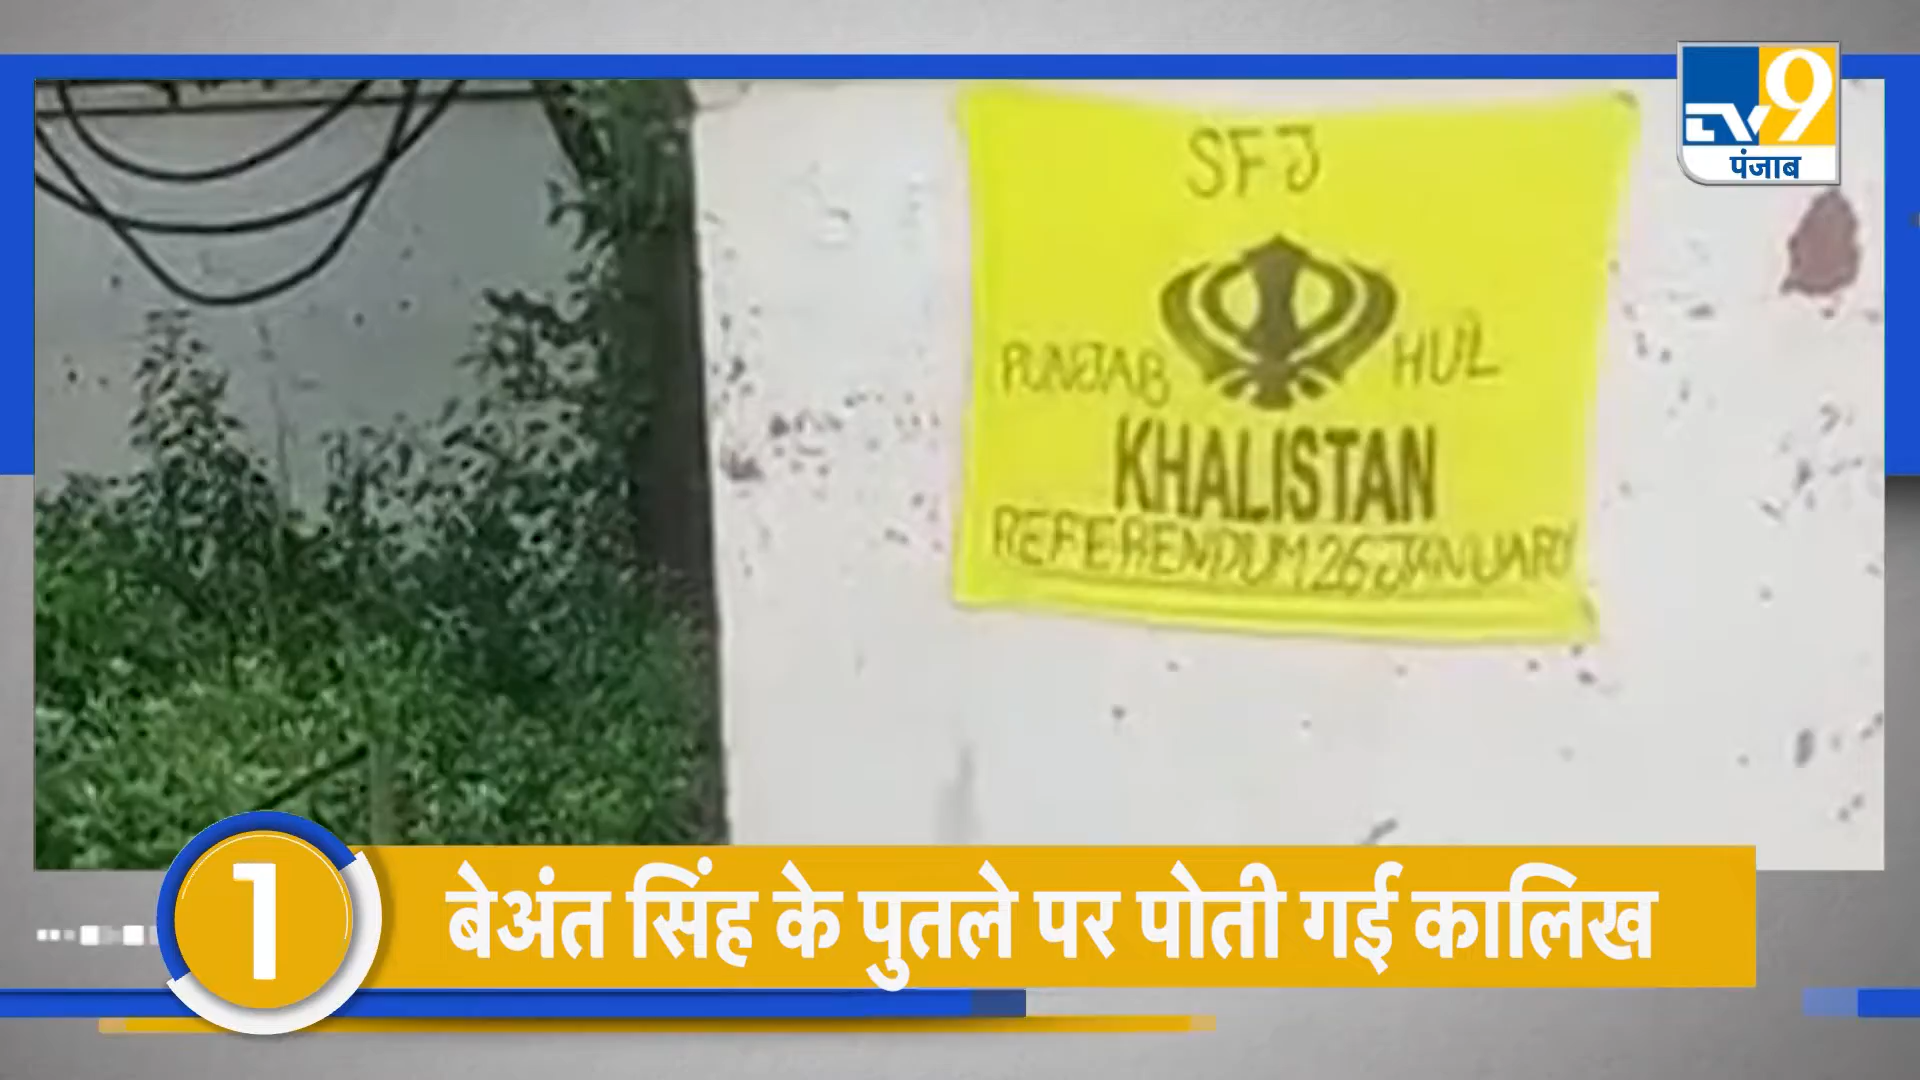 TV9
पंजाब
SFJ
PUNJAB HUL
KHALISTAN
REFERENDUM 26 JANUARY
1
बेअंत सिंह के पुतले पर पोती गई कालिख